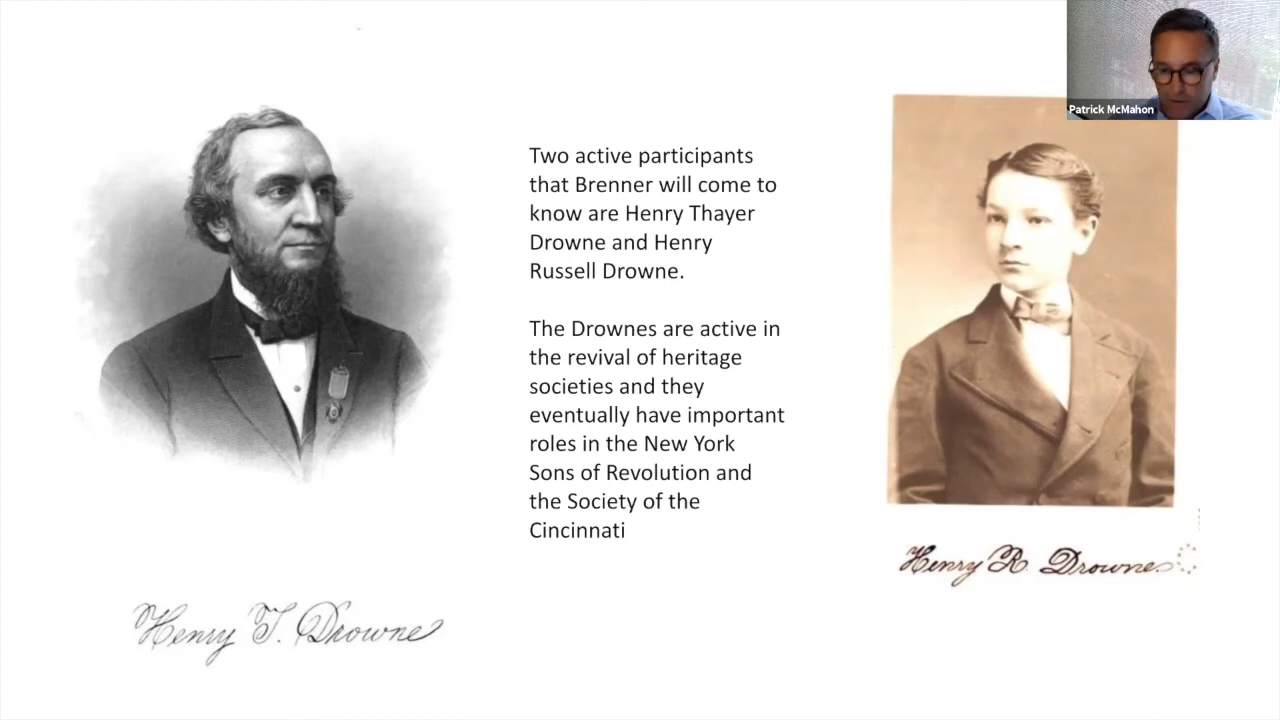 Patrick McMahon
Two active participants
that Brenner will come to
know are Henry Thayer
Drowne and Henry
Russell Drowne.
The Drownes are active in
the revival of heritage
societies and they
eventually have important
roles in the New York
Sons of Revolution and
the Society of the
Cincinnati
Henry R. Drowne
Henry T. Drowne